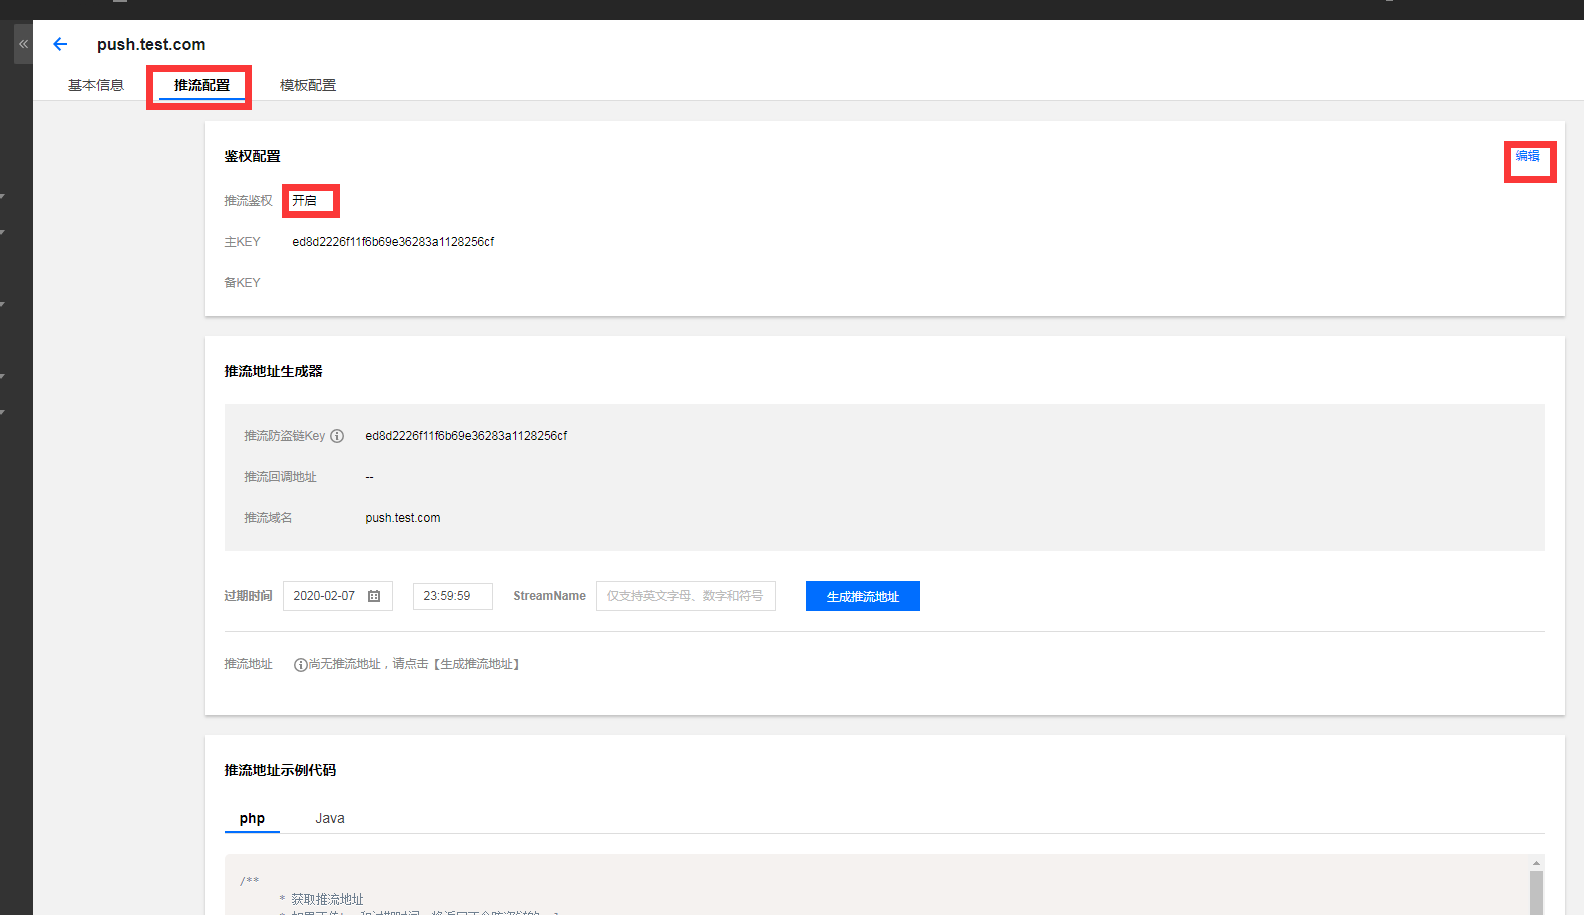 push.test.com
基本信息 推流配置 模板配置
鉴权配置 编辑
推流鉴权 开启
主KEY ed8d2226f11f6b69e36283a1128256cf
备KEY
推流地址生成器
推流防盗链Key ed8d2226f11f6b69e36283a1128256cf
推流回调地址 --
推流域名 push.test.com
过期时间 2020-02-07 23:59:59 StreamName 仅支持英文字母、数字和符号 生成推流地址
推流地址 尚无推流地址，请点击【生成推流地址】
推流地址示例代码
php Java
/**
* 获取推流地址